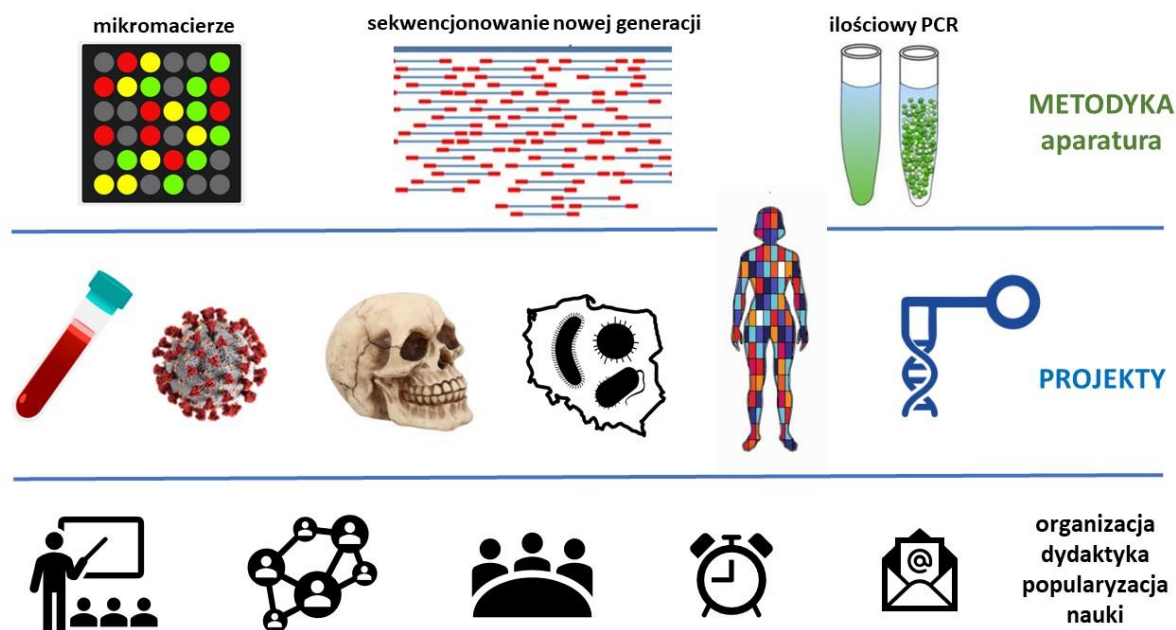 mikromacierze
sekwencjonowanie nowej generacji
ilościowy PCR
METODYKA
aparatura
PROJEKTY
@
organizacja
dydaktyka
popularyzacja
nauki